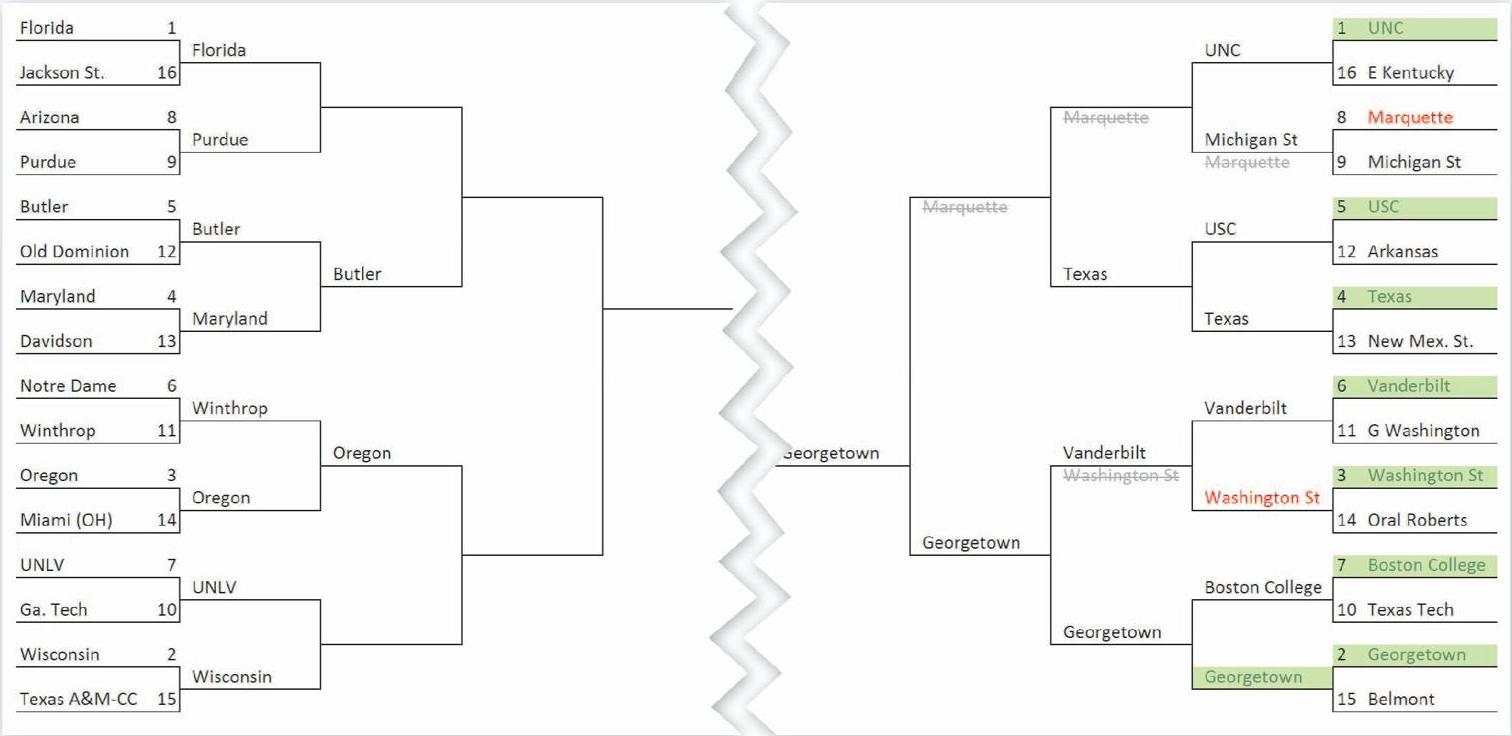 Florida 1
Jackson St. 16
Arizona 8
Purdue 9
Butler 5
Old Dominion 12
Maryland 4
Davidson 13
Notre Dame 6
Winthrop 11
Oregon 3
Miami (OH) 14
UNLV 7
Ga. Tech 10
Wisconsin 2
Texas A&M-CC 15
Florida
Purdue
Butler
Maryland
Winthrop
Oregon
UNLV
Wisconsin
Butler
Oregon
Georgetown
Marquette
Georgetown
Marquette
Texas
Vanderbilt
Washington St
Georgetown
UNC
Michigan St
Marquette
USC
Texas
Vanderbilt
Washington St
Boston College
Georgetown
1 UNC
16 E Kentucky
8 Marquette
9 Michigan St
5 USC
12 Arkansas
4 Texas
13 New Mex. St.
6 Vanderbilt
11 G Washington
3 Washington St
14 Oral Roberts
7 Boston College
10 Texas Tech
2 Georgetown
15 Belmont